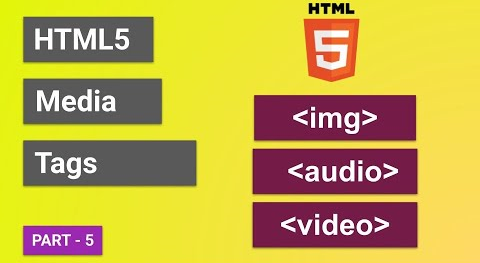 HTML5
Media
Tags
PART - 5
HTML
5
<img>
<audio>
<video>